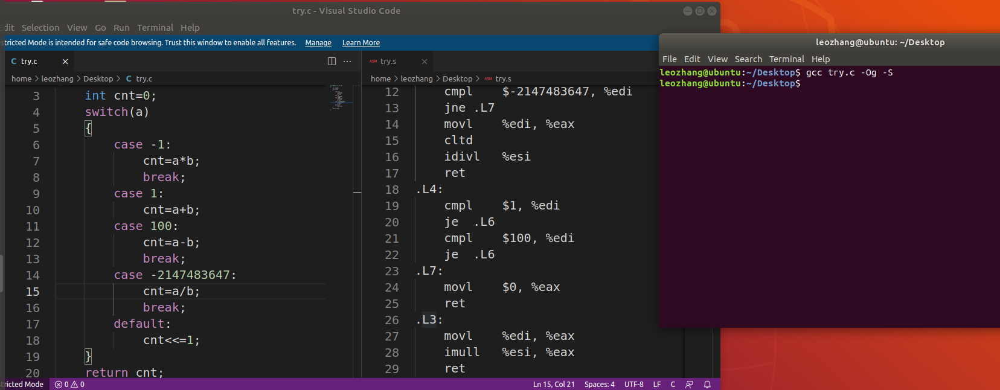 try.c - Visual Studio Code
dit Selection View Go Run Terminal Help
stricted Mode is intended for safe code browsing. Trust this window to enable all features. Manage Learn More
C try.c
home > leozhang > Desktop > C try.c
3 int cnt=0;
4 switch(a)
5 {
6 case -1:
7 cnt=a*b;
8 break;
9 case 1:
10 cnt=a+b;
11 case 100:
12 cnt=a-b;
13 break;
14 case -2147483647:
15 cnt=a/b;
16 break;
17 default:
18 cnt<<=1;
19 }
20 return cnt;
ASM try.s
home > leozhang > Desktop > ASM try.s
12 cmpl $-2147483647, %edi
13 jne .L7
14 movl %edi, %eax
15 cltd
16 idivl %esi
17 ret
18 .L4:
19 cmpl $1, %edi
20 je .L6
21 cmpl $100, %edi
22 je .L6
23 .L7:
24 movl $0, %eax
25 ret
26 .L3:
27 movl %edi, %eax
28 imull %esi, %eax
29 ret
stricted Mode 0 0 Ln 15, Col 21 Spaces: 4 UTF-8 LF C
leozhang@ubuntu: ~/Desktop
File Edit View Search Terminal Help
leozhang@ubuntu:~/Desktop$ gcc try.c -Og -S
leozhang@ubuntu:~/Desktop$